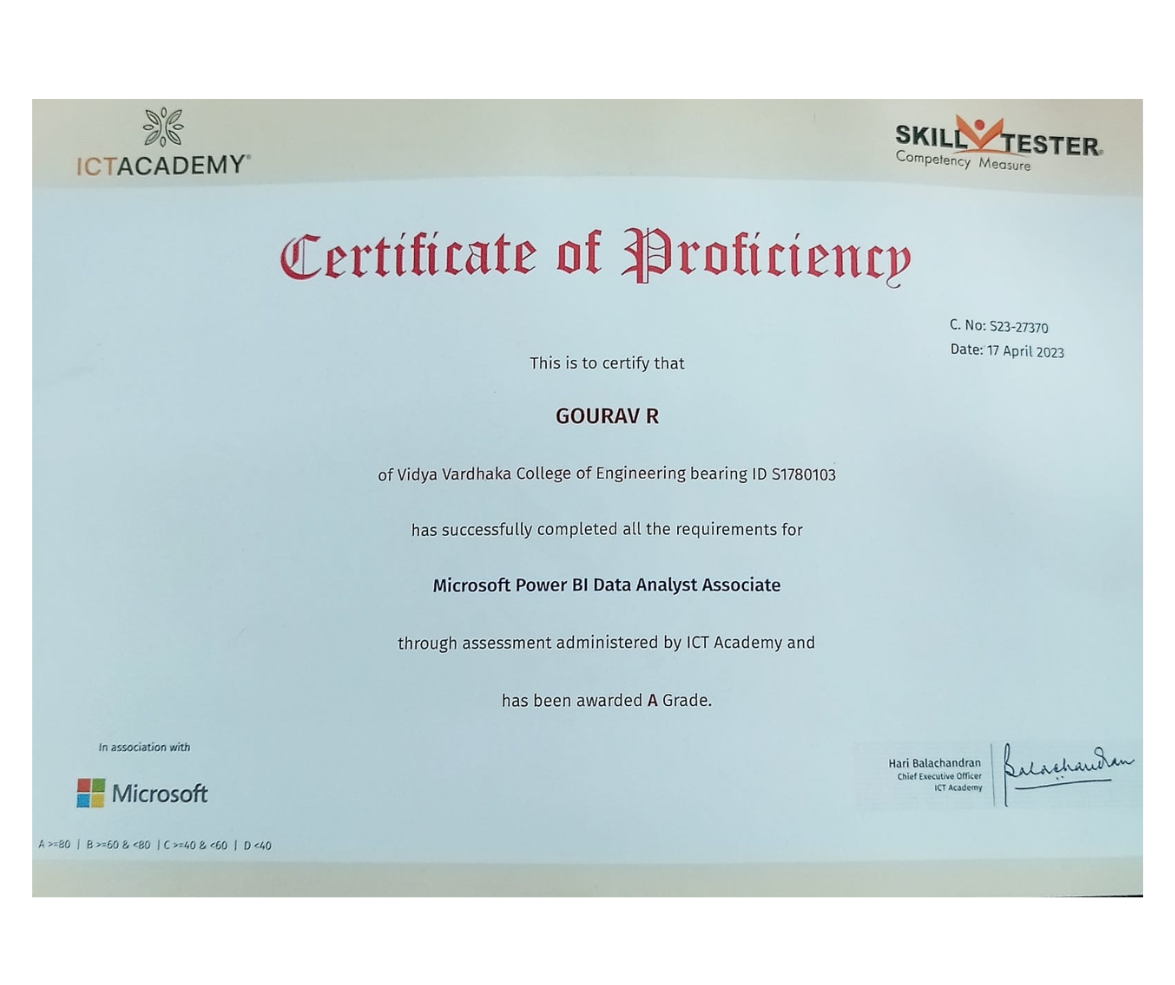 ICTACADEMY®
SKILL TESTER®
Competency Measure
Certificate of Proficiency
C. No: S23-27370
Date: 17 April 2023
This is to certify that
GOURAV R
of Vidya Vardhaka College of Engineering bearing ID S1780103
has successfully completed all the requirements for
Microsoft Power BI Data Analyst Associate
through assessment administered by ICT Academy and
has been awarded A Grade.
In association with
Microsoft
Hari Balachandran
Chief Executive Officer
ICT Academy
Balachandran
A >=80 | B >=60 & <80 | C >=40 & <60 | D <40